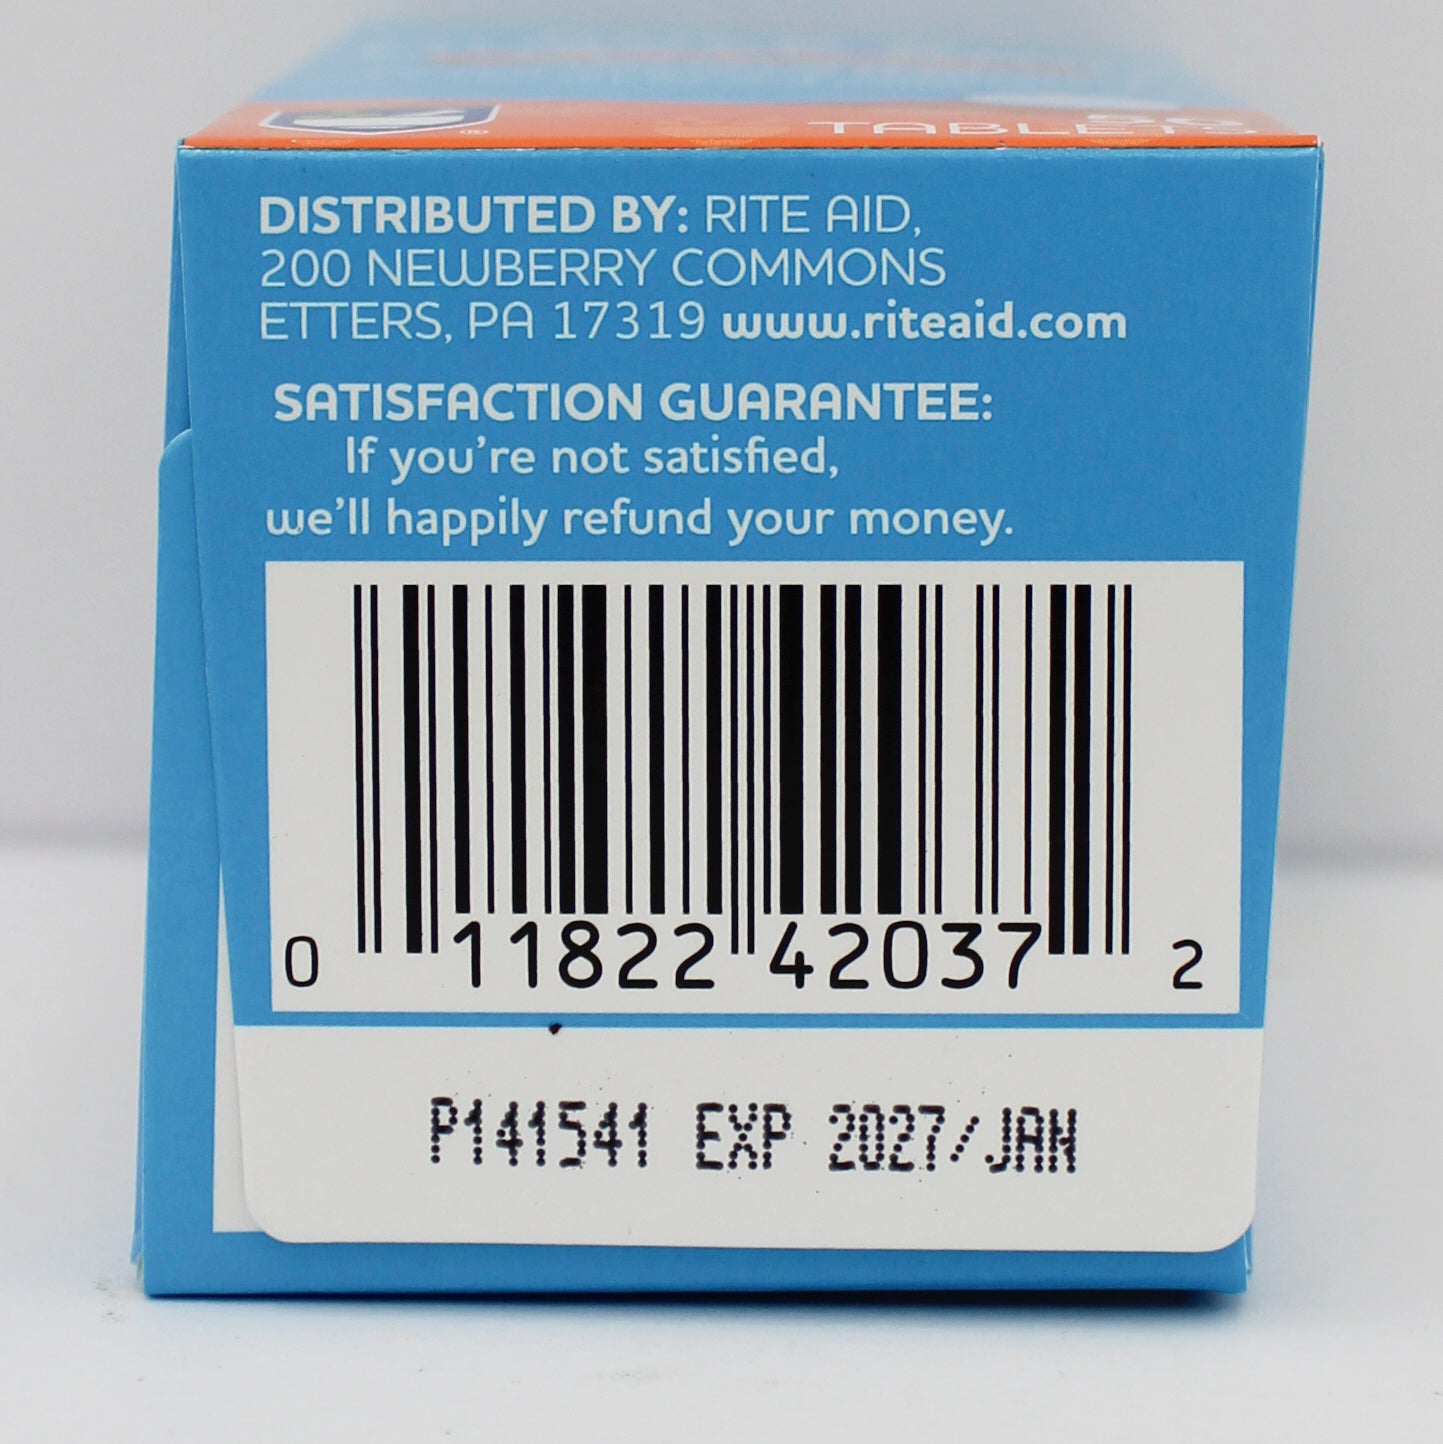 TABLETS
DISTRIBUTED BY: RITE AID,
200 NEWBERRY COMMONS
ETTERS, PA 17319 www.riteaid.com
SATISFACTION GUARANTEE:
If you're not satisfied,
we'll happily refund your money.
0 11822 42037 2
P141541 EXP 2027/JAN